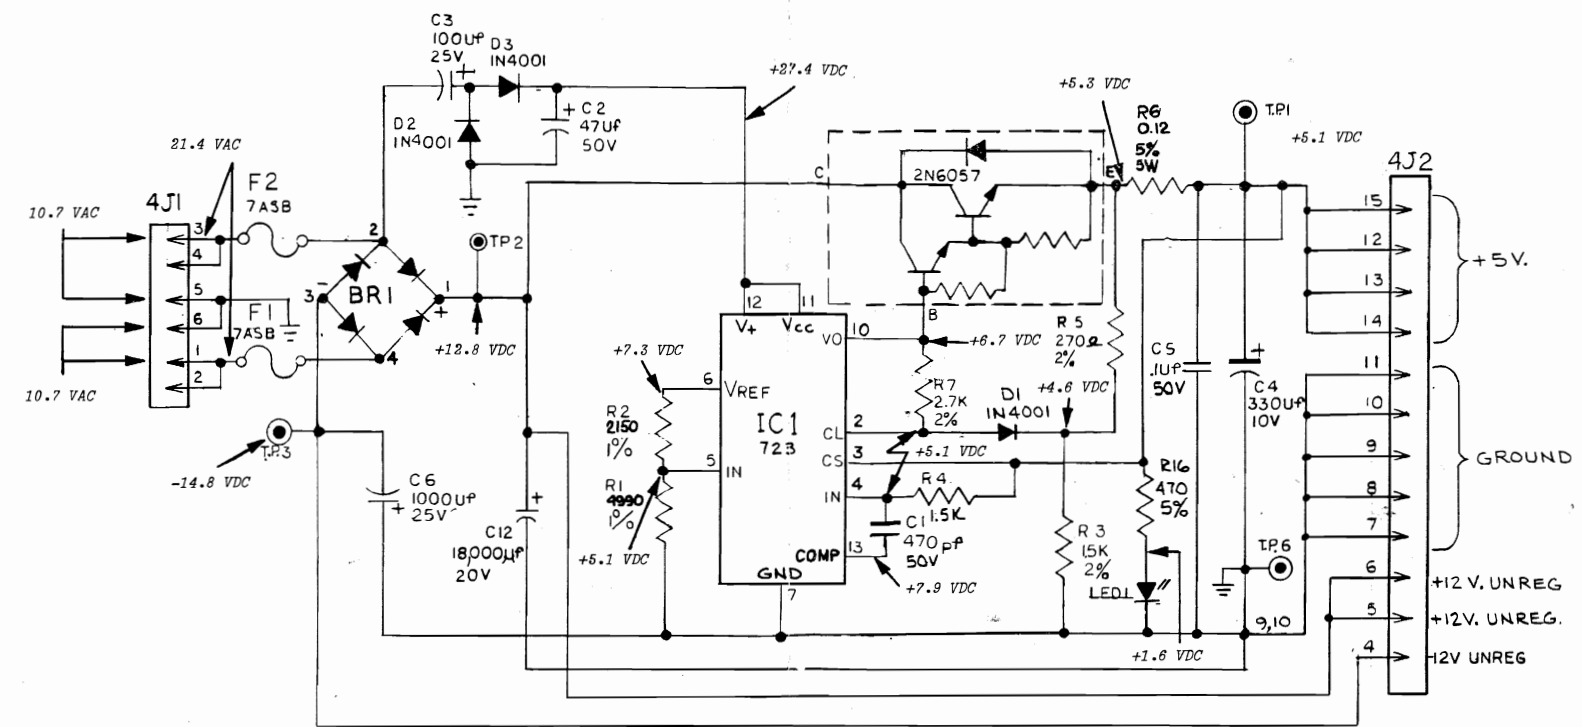 C3
100Uf
25V
+
D3
1N4001
+27.4 VDC
D2
1N4001
+ C2
47Uf
50V
+5.3 VDC
R6
0.12
5%
5W
T.P.1
+5.1 VDC
4J2
21.4 VAC
F2
7ASB
4J1
10.7 VAC
3
4
5
6
1
2
F1
7ASB
10.7 VAC
2
3
-
BR1
1
+
4
TP2
+12.8 VDC
C
2N6057
E
B
12
11
V+
VCC
VO
10
+6.7 VDC
+7.3 VDC
6
VREF
R2
2150
1%
IC1
723
5
IN
R1
4990
1%
+5.1 VDC
CL
2
CS
3
IN
4
COMP
13
GND
7
R7
2.7K
2%
D1
1N4001
+4.6 VDC
R5
270Ω
2%
+5.1 VDC
R4
1.5K
C1
470pf
50V
+7.9 VDC
R3
1.5K
2%
R16
470
5%
LED1
+1.6 VDC
C5
.1Uf
50V
+
C4
330Uf
10V
T.P.6
9,10
T.P.3
-14.8 VDC
C6
1000Uf
+ 25V
+
C12
18,000µf
20V
15
12
13
14
+5V.
11
10
9
8
7
GROUND
6
+12 V. UNREG
5
+12V. UNREG.
4
-12V UNREG